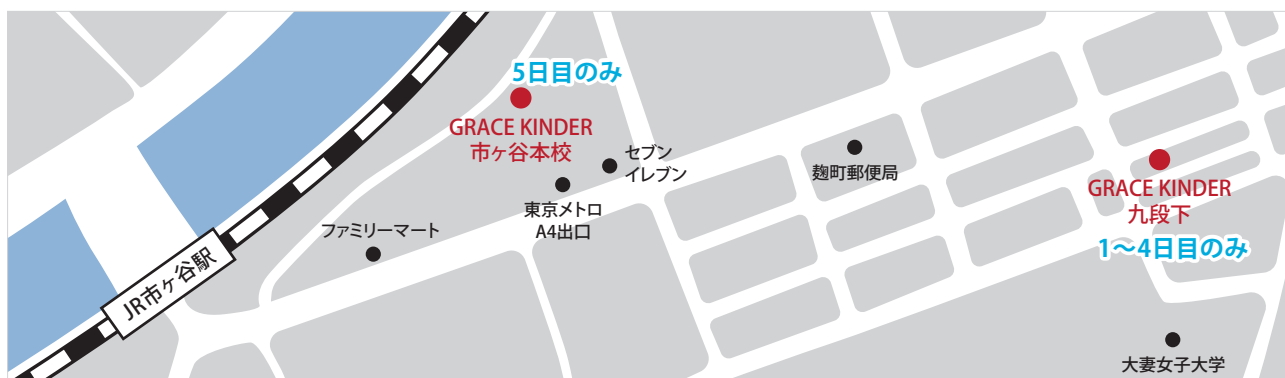 5日目のみ
GRACE KINDER
市ヶ谷本校
セブン
イレブン
東京メトロ
A4出口
ファミリーマート
JR市ヶ谷駅
麹町郵便局
GRACE KINDER
九段下
1〜4日目のみ
大妻女子大学